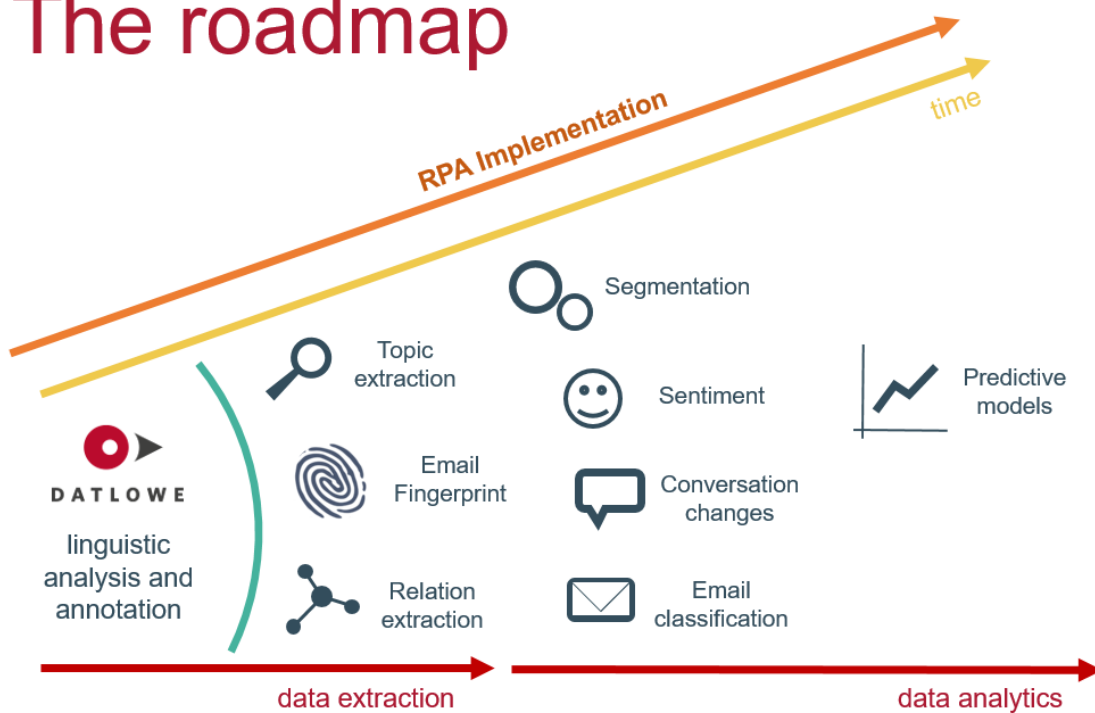 The roadmap
RPA Implementation
time
Segmentation
Topic
extraction
Sentiment
Predictive
models
DATLOWE
linguistic
analysis and
annotation
Email
Fingerprint
Conversation
changes
Relation
extraction
Email
classification
data extraction
data analytics